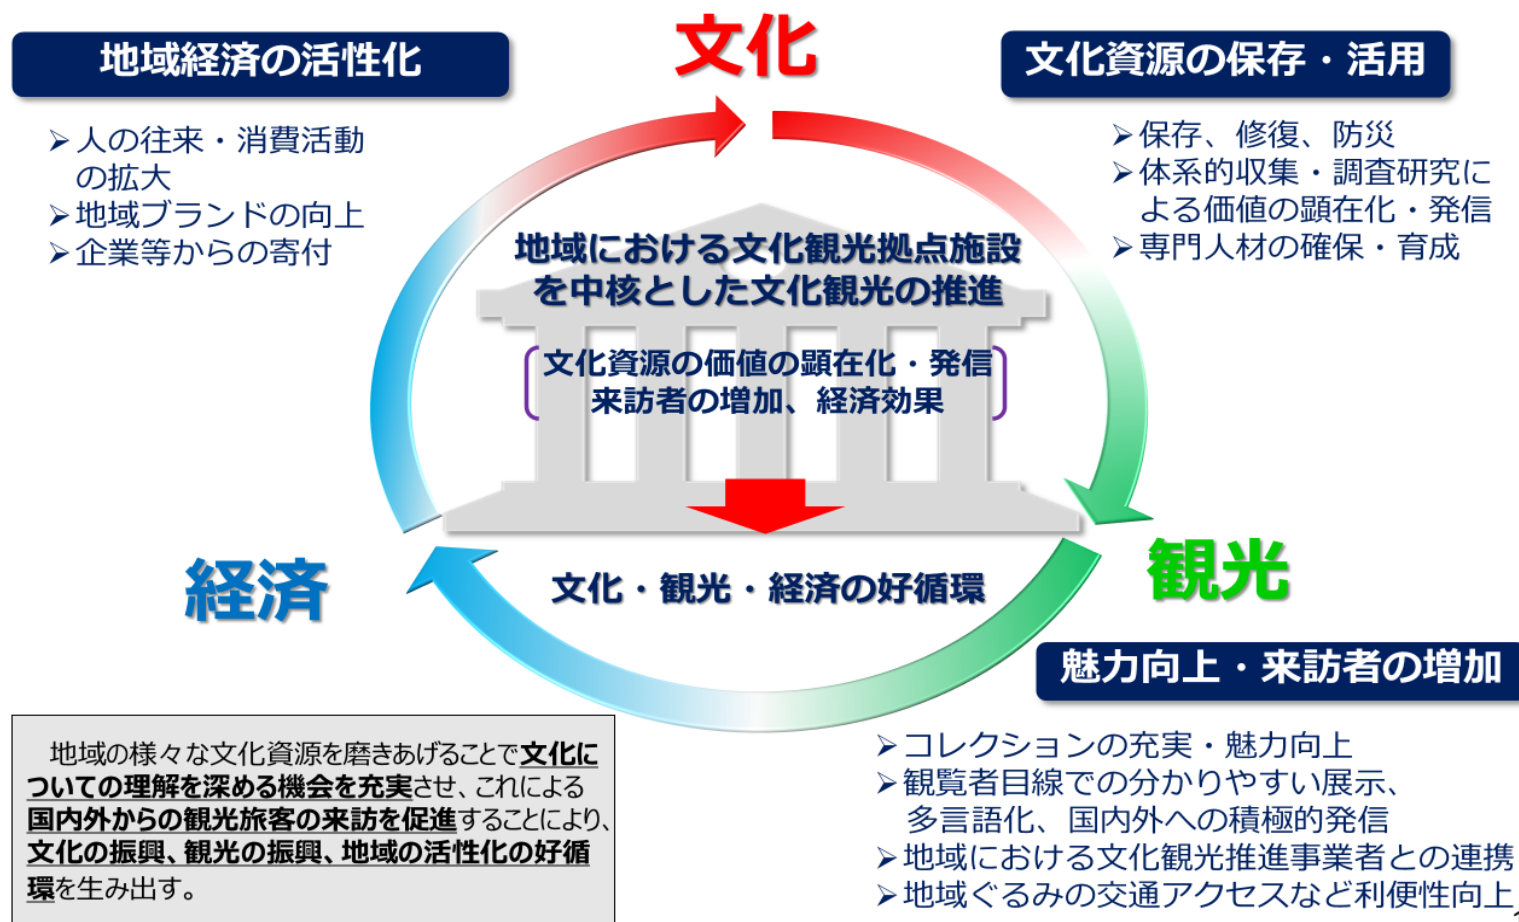 文化
地域経済の活性化
➢人の往来・消費活動
の拡大
➢地域ブランドの向上
➢企業等からの寄付
文化資源の保存・活用
➢保存、修復、防災
➢体系的収集・調査研究に
よる価値の顕在化・発信
➢専門人材の確保・育成
地域における文化観光拠点施設
を中核とした文化観光の推進
文化資源の価値の顕在化・発信
来訪者の増加、経済効果
経済
文化・観光・経済の好循環
観光
魅力向上・来訪者の増加
➢コレクションの充実・魅力向上
➢観覧者目線での分かりやすい展示、
多言語化、国内外への積極的発信
➢地域における文化観光推進事業者との連携
➢地域ぐるみの交通アクセスなど利便性向上
地域の様々な文化資源を磨きあげることで文化に
ついての理解を深める機会を充実させ、これによる
国内外からの観光旅客の来訪を促進することにより、
文化の振興、観光の振興、地域の活性化の好循
環を生み出す。